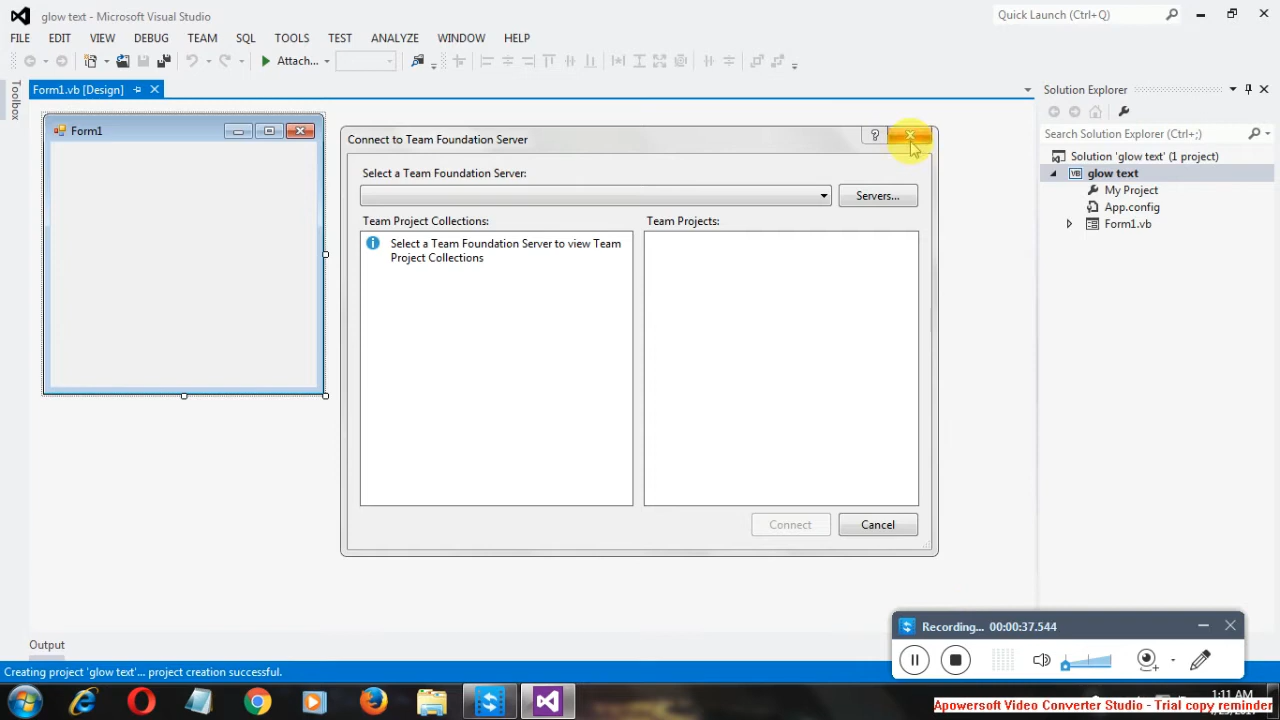 glow text - Microsoft Visual Studio
Quick Launch (Ctrl+Q)
FILE EDIT VIEW DEBUG TEAM SQL TOOLS TEST ANALYZE WINDOW HELP
Attach...
Toolbox
Form1.vb [Design]
Form1
Connect to Team Foundation Server
Select a Team Foundation Server:
Servers...
Team Project Collections:
Team Projects:
Select a Team Foundation Server to view Team
Project Collections
Connect
Cancel
Solution Explorer
Search Solution Explorer (Ctrl+;)
Solution 'glow text' (1 project)
VB glow text
My Project
App.config
Form1.vb
Output
Creating project 'glow text'... project creation successful.
Recording... 00:00:37.544
1:11 AM
Apowersoft Video Converter Studio - Trial copy reminder